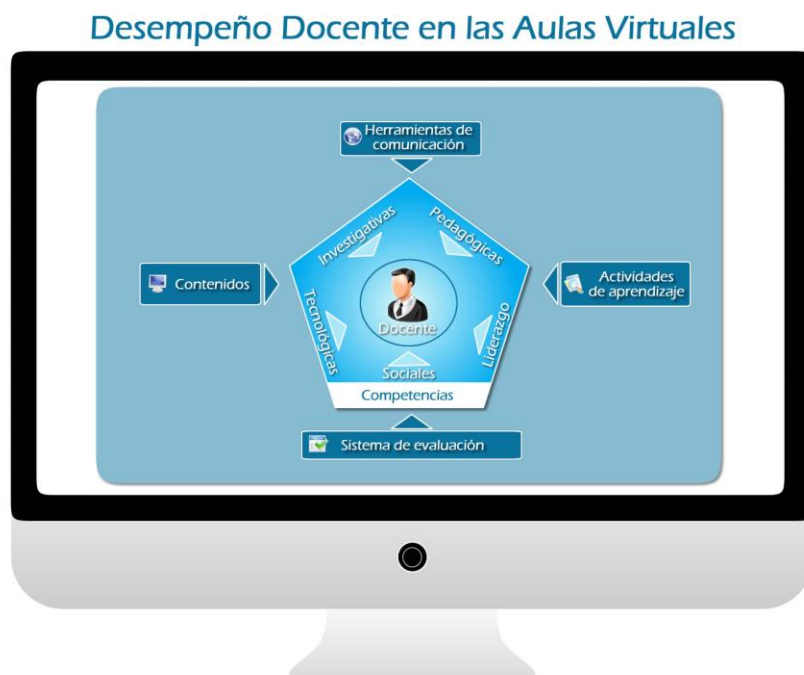 Desempeño Docente en las Aulas Virtuales
Herramientas de
comunicación
Investigativas
Pedagógicas
Contenidos
Actividades
de aprendizaje
Tecnológicas
Docente
Liderazgo
Sociales
Competencias
Sistema de evaluación